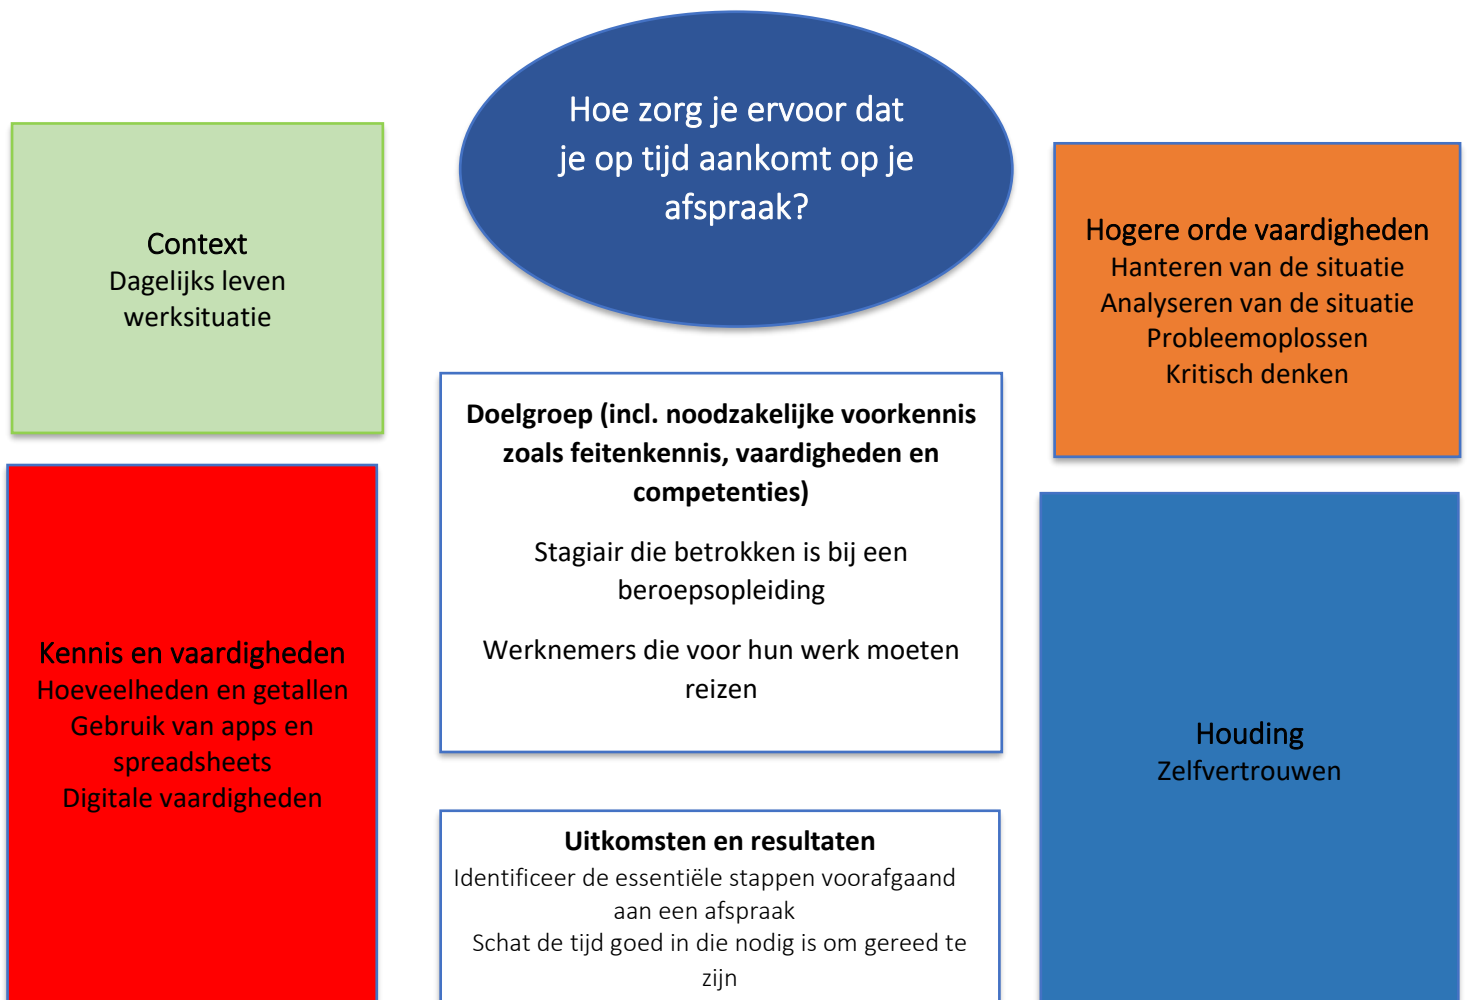 Hoe zorg je ervoor dat
je op tijd aankomt op je
afspraak?
Context
Dagelijks leven
werksituatie
Hogere orde vaardigheden
Hanteren van de situatie
Analyseren van de situatie
Probleemoplossen
Kritisch denken
Doelgroep (incl. noodzakelijke voorkennis
zoals feitenkennis, vaardigheden en
competenties)
Stagiair die betrokken is bij een
beroepsopleiding
Werknemers die voor hun werk moeten
reizen
Kennis en vaardigheden
Hoeveelheden en getallen
Gebruik van apps en
spreadsheets
Digitale vaardigheden
Houding
Zelfvertrouwen
Uitkomsten en resultaten
Identificeer de essentiële stappen voorafgaand
aan een afspraak
Schat de tijd goed in die nodig is om gereed te
zijn